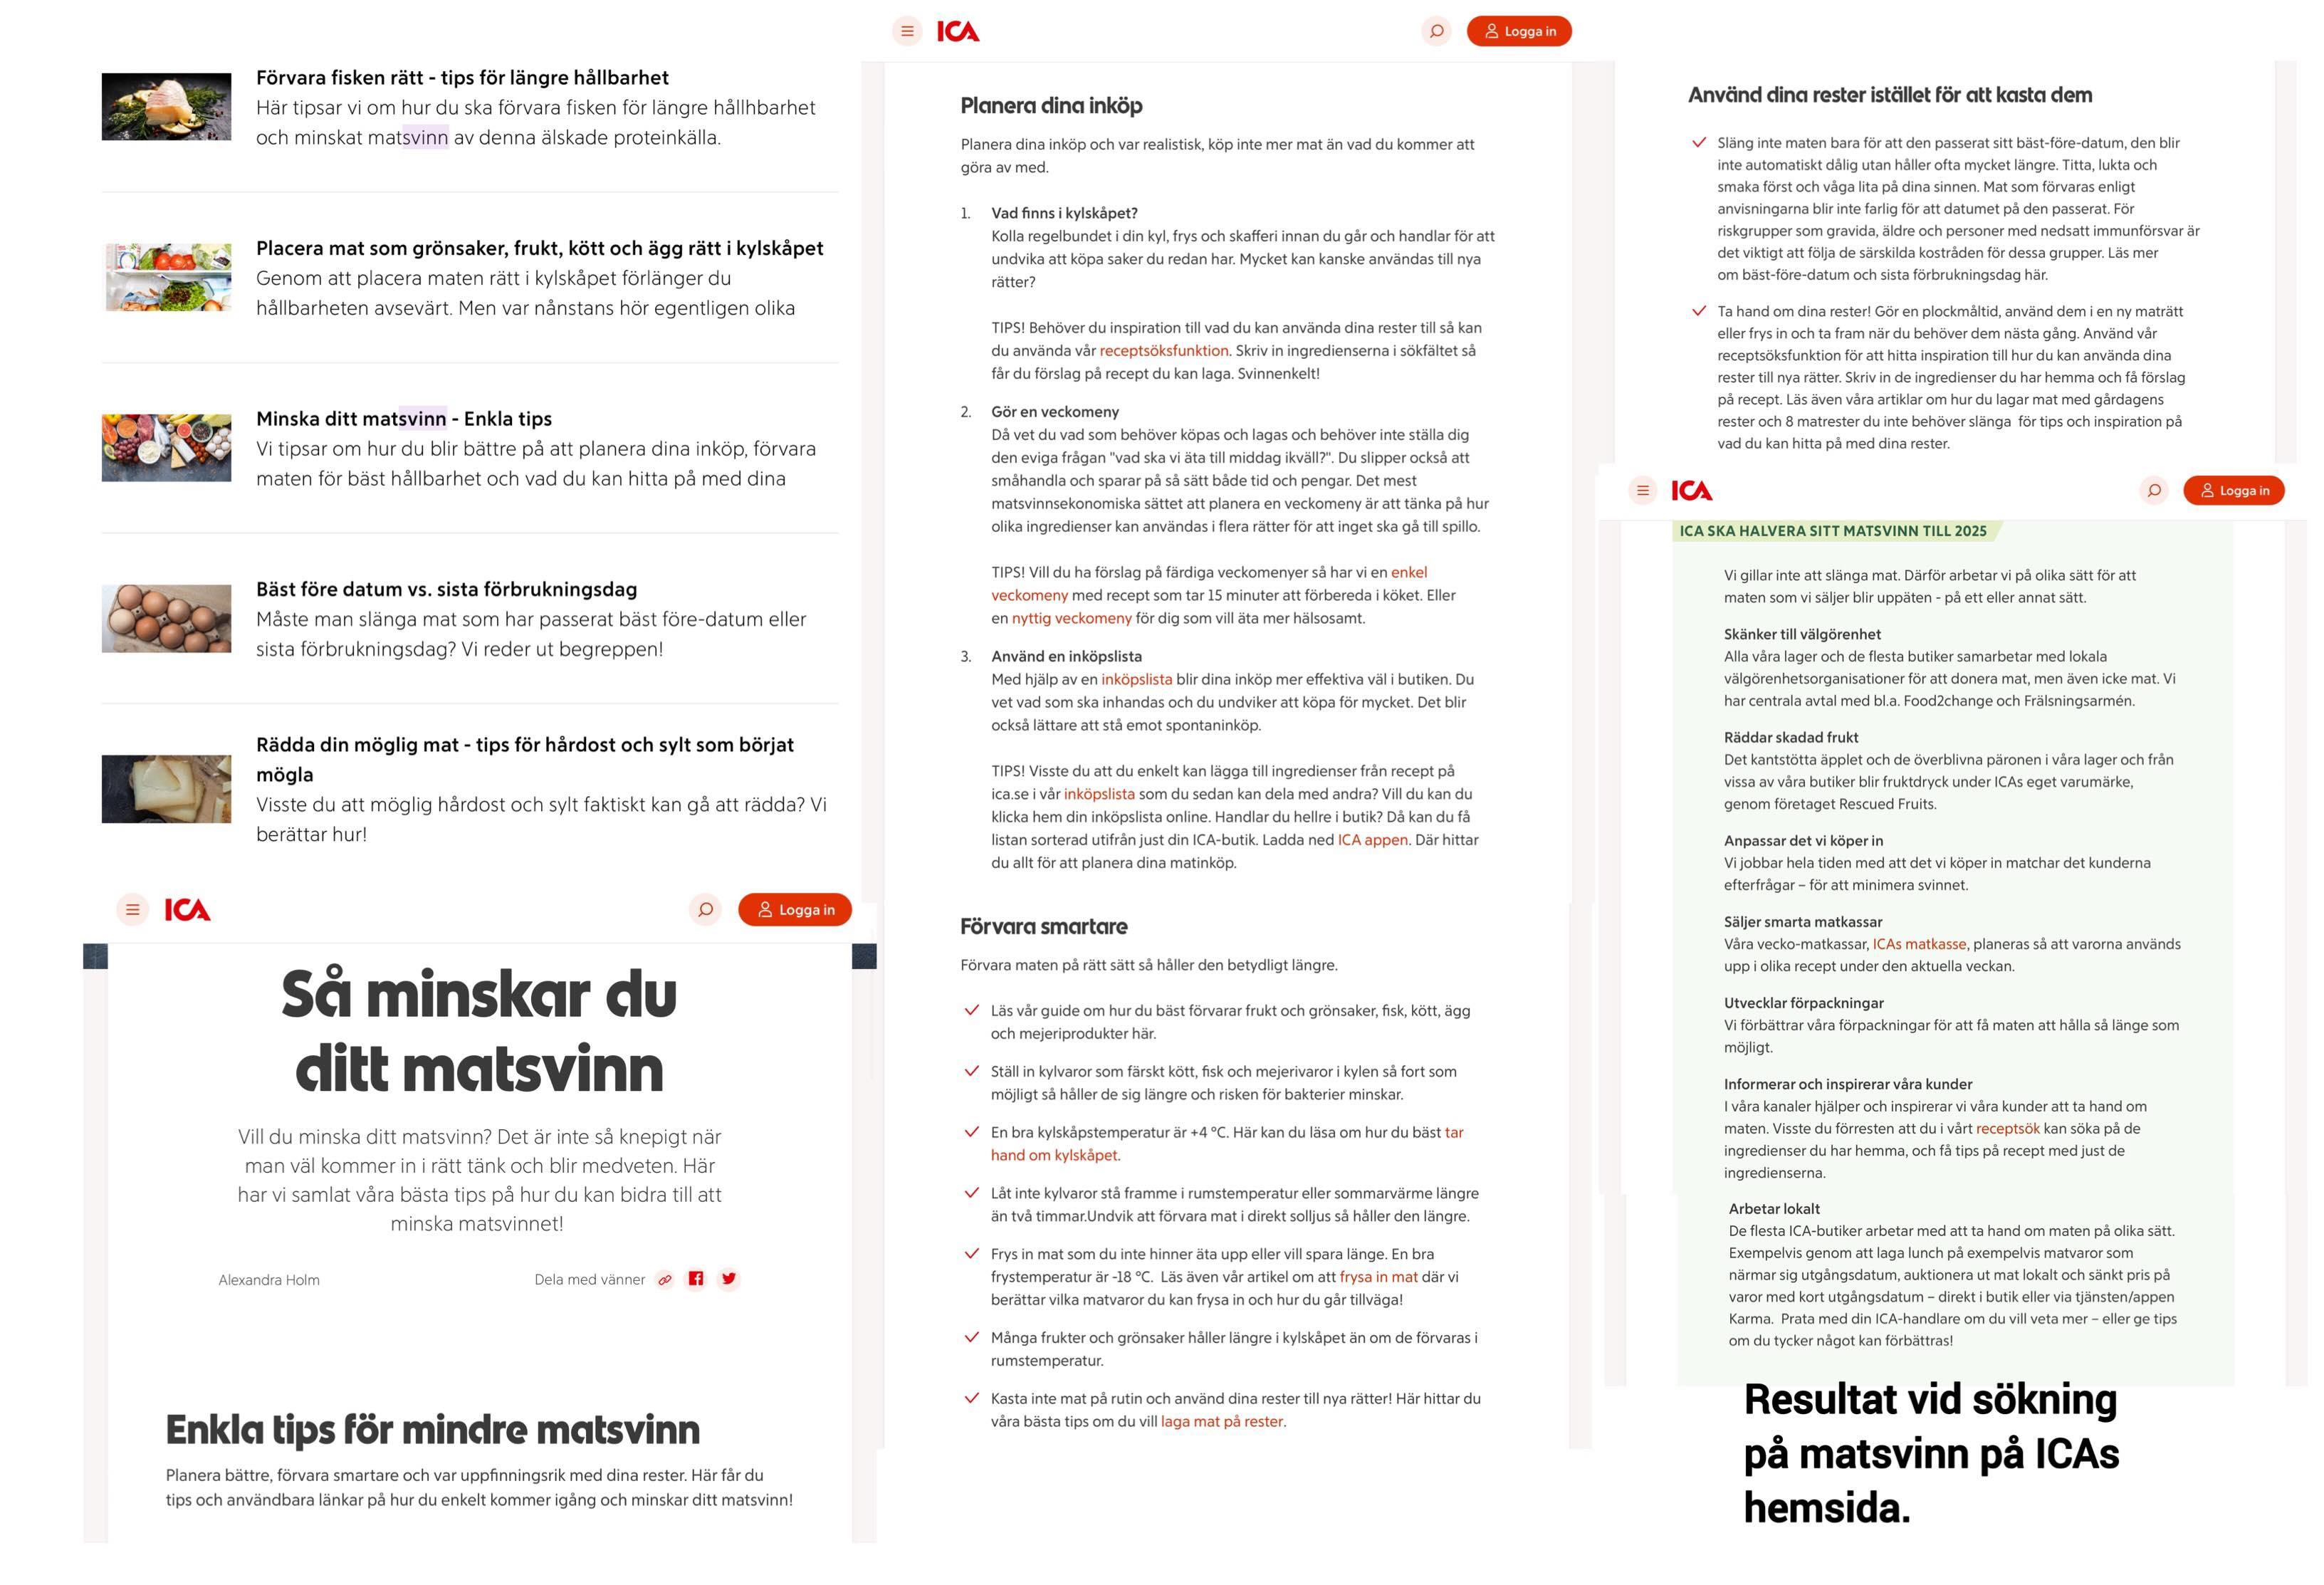 Förvara fisken rätt - tips för längre hållbarhet
Här tipsar vi om hur du ska förvara fisken för längre hållhbarhet
och minskat matsvinn av denna älskade proteinkälla.
Placera mat som grönsaker, frukt, kött och ägg rätt i kylskåpet
Genom att placera maten rätt i kylskåpet förlänger du
hållbarheten avsevärt. Men var nånstans hör egentligen olika
Minska ditt matsvinn - Enkla tips
Vi tipsar om hur du blir bättre på att planera dina inköp, förvara
maten för bäst hållbarhet och vad du kan hitta på med dina
Bäst före datum vs. sista förbrukningsdag
Måste man slänga mat som har passerat bäst före-datum eller
sista förbrukningsdag? Vi reder ut begreppen!
Rädda din möglig mat - tips för hårdost och sylt som börjat
mögla
Visste du att möglig hårdost och sylt faktiskt kan gå att rädda? Vi
berättar hur!
ICA
Logga in
Så minskar du
ditt matsvinn
Vill du minska ditt matsvinn? Det är inte så knepigt när
man väl kommer in i rätt tänk och blir medveten. Här
har vi samlat våra bästa tips på hur du kan bidra till att
minska matsvinnet!
Alexandra Holm
Dela med vänner
Enkla tips för mindre matsvinn
Planera bättre, förvara smartare och var uppfinningsrik med dina rester. Här får du
tips och användbara länkar på hur du enkelt kommer igång och minskar ditt matsvinn!
ICA
Logga in
Planera dina inköp
Planera dina inköp och var realistisk, köp inte mer mat än vad du kommer att
göra av med.
1. Vad finns i kylskåpet?
Kolla regelbundet i din kyl, frys och skafferi innan du går och handlar för att
undvika att köpa saker du redan har. Mycket kan kanske användas till nya
rätter?
TIPS! Behöver du inspiration till vad du kan använda dina rester till så kan
du använda vår receptsöksfunktion. Skriv in ingredienserna i sökfältet så
får du förslag på recept du kan laga. Svinnenkelt!
2. Gör en veckomeny
Då vet du vad som behöver köpas och lagas och behöver inte ställa dig
den eviga frågan "vad ska vi äta till middag ikväll?". Du slipper också att
småhandla och sparar på så sätt både tid och pengar. Det mest
matsvinnsekonomiska sättet att planera en veckomeny är att tänka på hur
olika ingredienser kan användas i flera rätter för att inget ska gå till spillo.
TIPS! Vill du ha förslag på färdiga veckomenyer så har vi en enkel
veckomeny med recept som tar 15 minuter att förbereda i köket. Eller
en nyttig veckomeny för dig som vill äta mer hälsosamt.
3. Använd en inköpslista
Med hjälp av en inköpslista blir dina inköp mer effektiva väl i butiken. Du
vet vad som ska inhandas och du undviker att köpa för mycket. Det blir
också lättare att stå emot spontaninköp.
TIPS! Visste du att du enkelt kan lägga till ingredienser från recept på
ica.se i vår inköpslista som du sedan kan dela med andra? Vill du kan du
klicka hem din inköpslista online. Handlar du hellre i butik? Då kan du få
listan sorterad utifrån just din ICA-butik. Ladda ned ICA appen. Där hittar
du allt för att planera dina matinköp.
Förvara smartare
Förvara maten på rätt sätt så håller den betydligt längre.
Läs vår guide om hur du bäst förvarar frukt och grönsaker, fisk, kött, ägg
och mejeriprodukter här.
Ställ in kylvaror som färskt kött, fisk och mejerivaror i kylen så fort som
möjligt så håller de sig längre och risken för bakterier minskar.
En bra kylskåpstemperatur är +4 °C. Här kan du läsa om hur du bäst tar
hand om kylskåpet.
Låt inte kylvaror stå framme i rumstemperatur eller sommarvärme längre
än två timmar.Undvik att förvara mat i direkt solljus så håller den längre.
Frys in mat som du inte hinner äta upp eller vill spara länge. En bra
frystemperatur är -18 °C. Läs även vår artikel om att frysa in mat där vi
berättar vilka matvaror du kan frysa in och hur du går tillväga!
Många frukter och grönsaker håller längre i kylskåpet än om de förvaras i
rumstemperatur.
Kasta inte mat på rutin och använd dina rester till nya rätter! Här hittar du
våra bästa tips om du vill laga mat på rester.
Använd dina rester istället för att kasta dem
Släng inte maten bara för att den passerat sitt bäst-före-datum, den blir
inte automatiskt dålig utan håller ofta mycket längre. Titta, lukta och
smaka först och våga lita på dina sinnen. Mat som förvaras enligt
anvisningarna blir inte farlig för att datumet på den passerat. För
riskgrupper som gravida, äldre och personer med nedsatt immunförsvar är
det viktigt att följa de särskilda kostråden för dessa grupper. Läs mer
om bäst-före-datum och sista förbrukningsdag här.
Ta hand om dina rester! Gör en plockmåltid, använd dem i en ny maträtt
eller frys in och ta fram när du behöver dem nästa gång. Använd vår
receptsöksfunktion för att hitta inspiration till hur du kan använda dina
rester till nya rätter. Skriv in de ingredienser du har hemma och få förslag
på recept. Läs även våra artiklar om hur du lagar mat med gårdagens
rester och 8 matrester du inte behöver slänga för tips och inspiration på
vad du kan hitta på med dina rester.
ICA
Logga in
ICA SKA HALVERA SITT MATSVINN TILL 2025
Vi gillar inte att slänga mat. Därför arbetar vi på olika sätt för att
maten som vi säljer blir uppäten - på ett eller annat sätt.
Skänker till välgörenhet
Alla våra lager och de flesta butiker samarbetar med lokala
välgörenhetsorganisationer för att donera mat, men även icke mat. Vi
har centrala avtal med bl.a. Food2change och Frälsningsarmén.
Räddar skadad frukt
Det kantstötta äpplet och de överblivna päronen i våra lager och från
vissa av våra butiker blir fruktdryck under ICAs eget varumärke,
genom företaget Rescued Fruits.
Anpassar det vi köper in
Vi jobbar hela tiden med att det vi köper in matchar det kunderna
efterfrågar – för att minimera svinnet.
Säljer smarta matkassar
Våra vecko-matkassar, ICAs matkasse, planeras så att varorna används
upp i olika recept under den aktuella veckan.
Utvecklar förpackningar
Vi förbättrar våra förpackningar för att få maten att hålla så länge som
möjligt.
Informerar och inspirerar våra kunder
I våra kanaler hjälper och inspirerar vi våra kunder att ta hand om
maten. Visste du förresten att du i vårt receptsök kan söka på de
ingredienser du har hemma, och få tips på recept med just de
ingredienserna.
Arbetar lokalt
De flesta ICA-butiker arbetar med att ta hand om maten på olika sätt.
Exempelvis genom att laga lunch på exempelvis matvaror som
närmar sig utgångsdatum, auktionera ut mat lokalt och sänkt pris på
varor med kort utgångsdatum – direkt i butik eller via tjänsten/appen
Karma. Prata med din ICA-handlare om du vill veta mer – eller ge tips
om du tycker något kan förbättras!
Resultat vid sökning
på matsvinn på ICAs
hemsida.